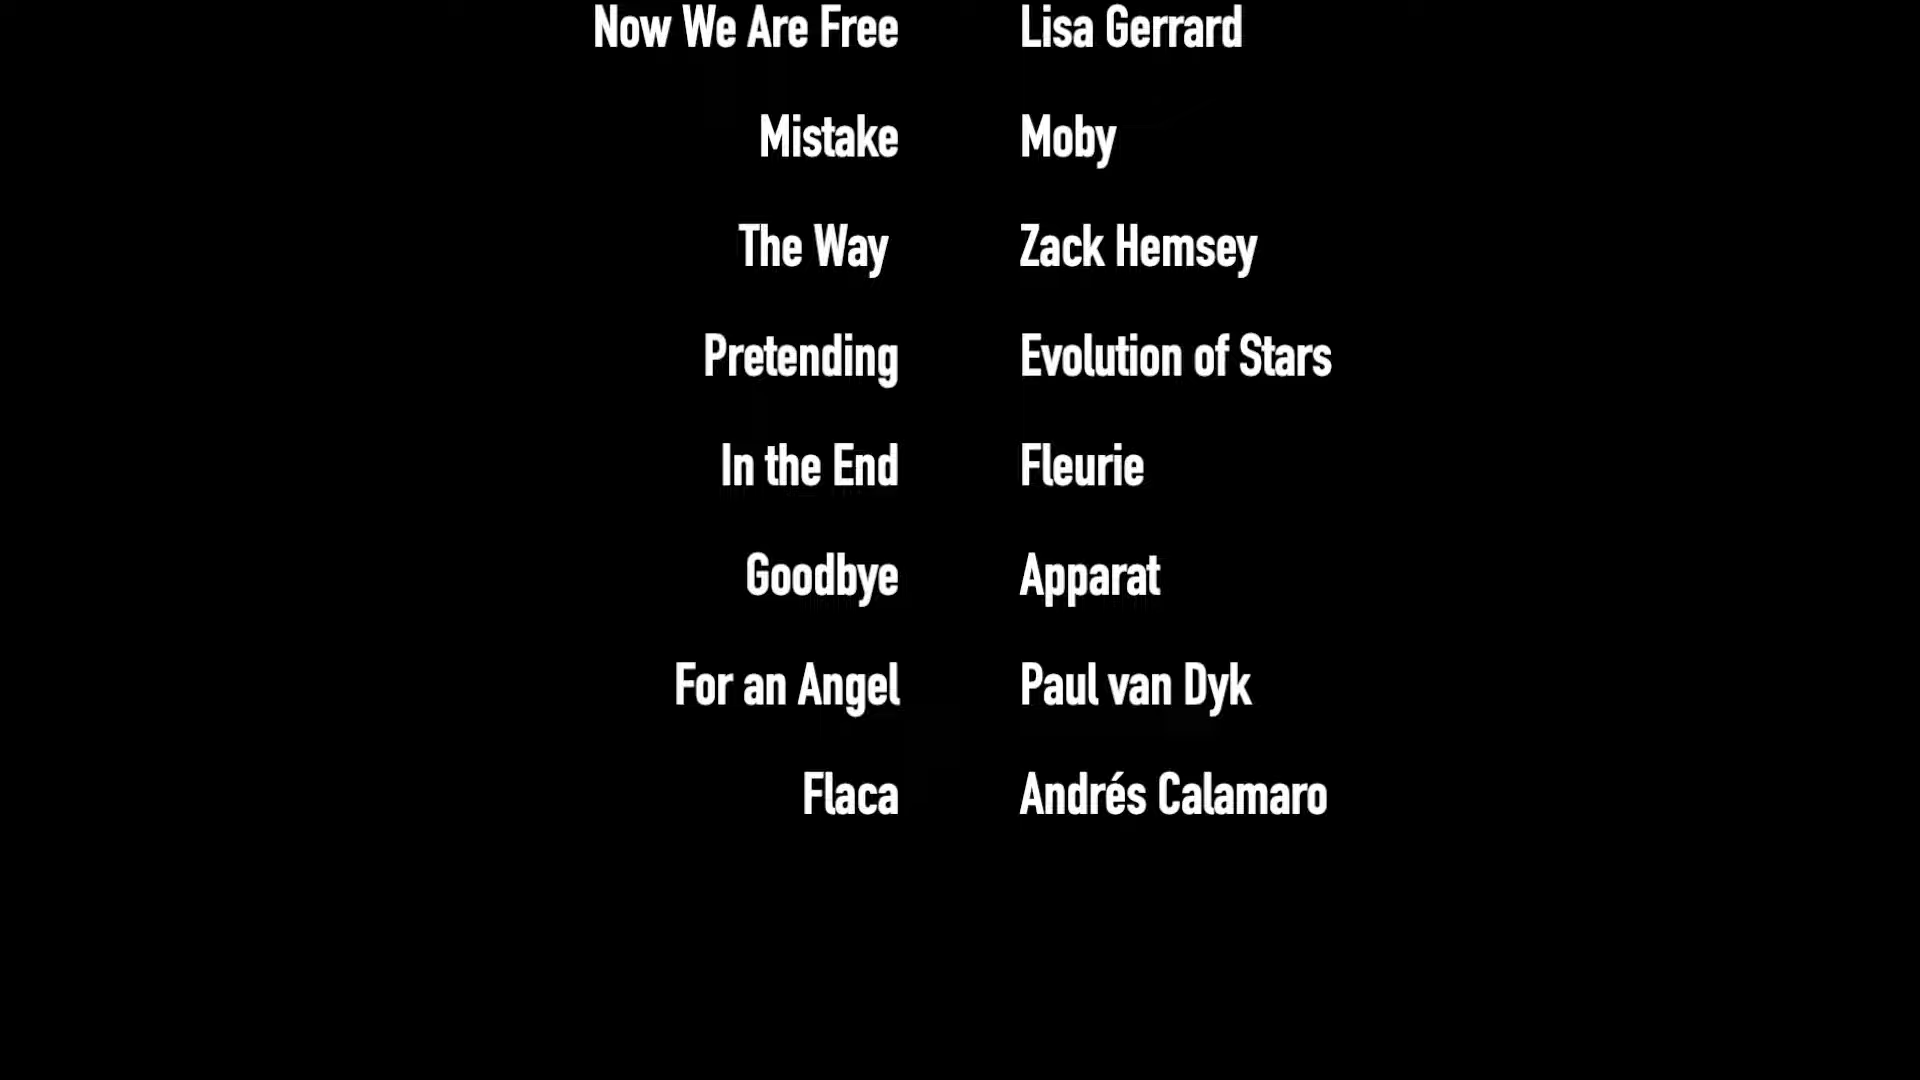 Now We Are Free Lisa Gerrard
Mistake Moby
The Way Zack Hemsey
Pretending Evolution of Stars
In the End Fleurie
Goodbye Apparat
For an Angel Paul van Dyk
Flaca Andrés Calamaro